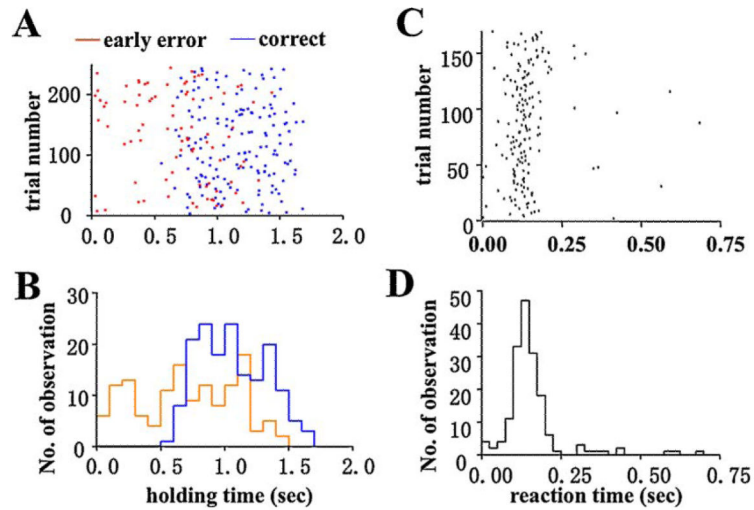 A
early error
correct
trial number
200
100
0
0.0
0.5
1.0
1.5
2.0
B
No. of observation
30
20
10
0
0.0
0.5
1.0
1.5
2.0
holding time (sec)
C
trial number
150
100
50
0
0.00
0.25
0.50
0.75
D
No. of observation
50
40
30
20
10
0
0.00
0.25
0.50
0.75
reaction time (sec)